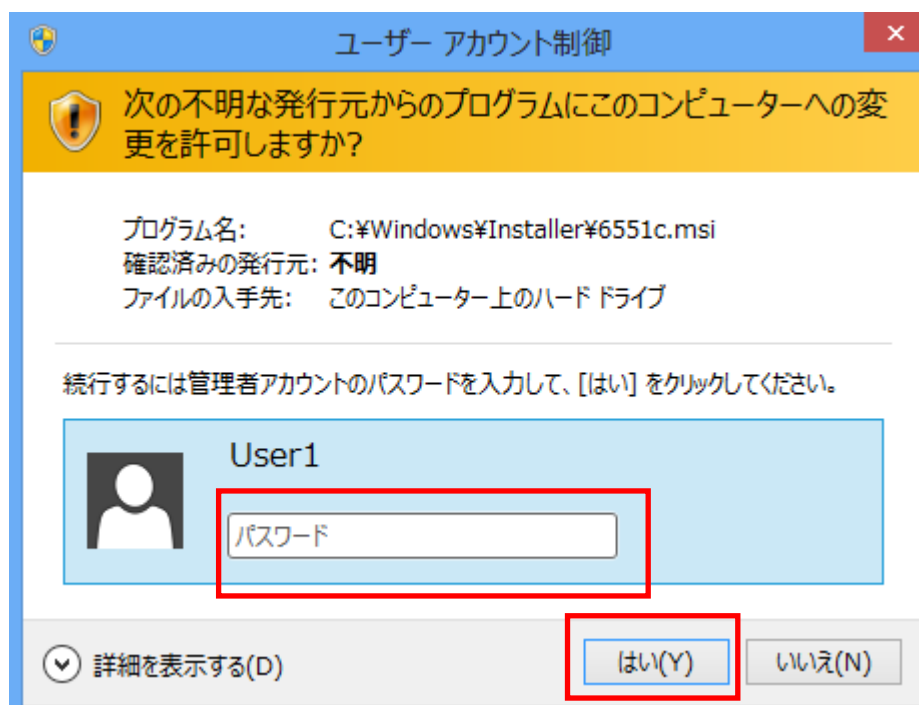 ユーザー アカウント制御
次の不明な発行元からのプログラムにこのコンピューターへの変
更を許可しますか?
プログラム名: C:¥Windows¥Installer¥6551c.msi
確認済みの発行元: 不明
ファイルの入手先: このコンピューター上のハード ドライブ
続行するには管理者アカウントのパスワードを入力して、[はい] をクリックしてください。
User1
パスワード
詳細を表示する(D)
はい(Y)
いいえ(N)